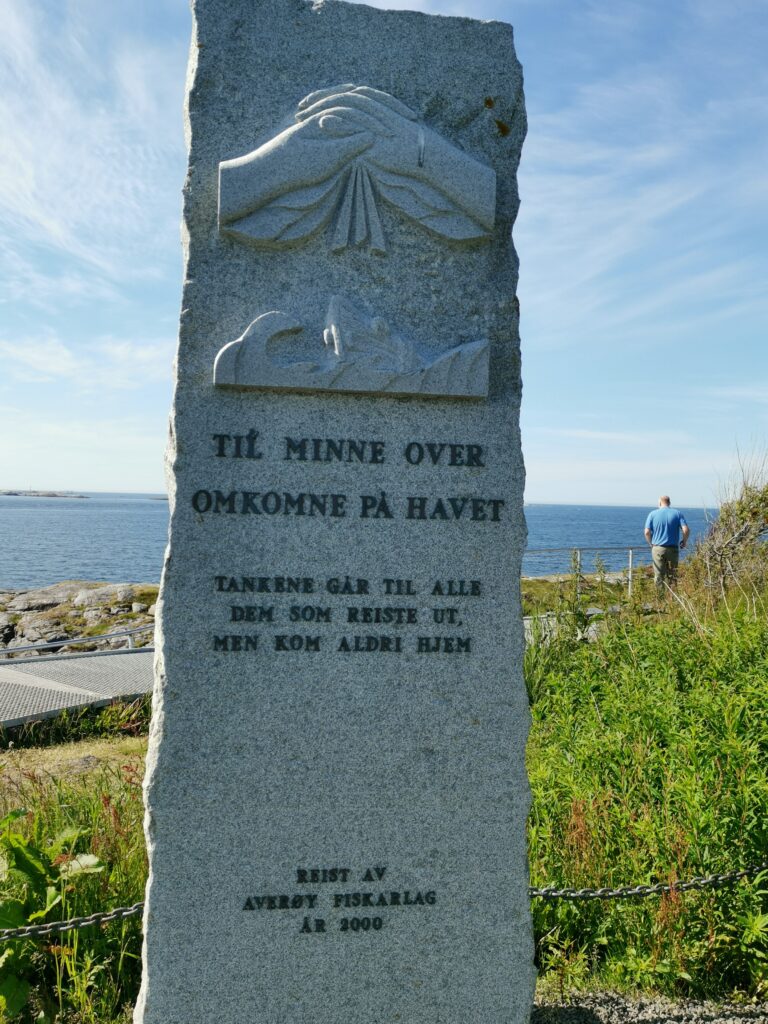 TIL MINNE OVER
OMKOMNE PÅ HAVET
TANKENE GÅR TIL ALLE
DEM SOM REISTE UT,
MEN KOM ALDRI HJEM
REIST AV
AVERØY FISKARLAG
ÅR 2000